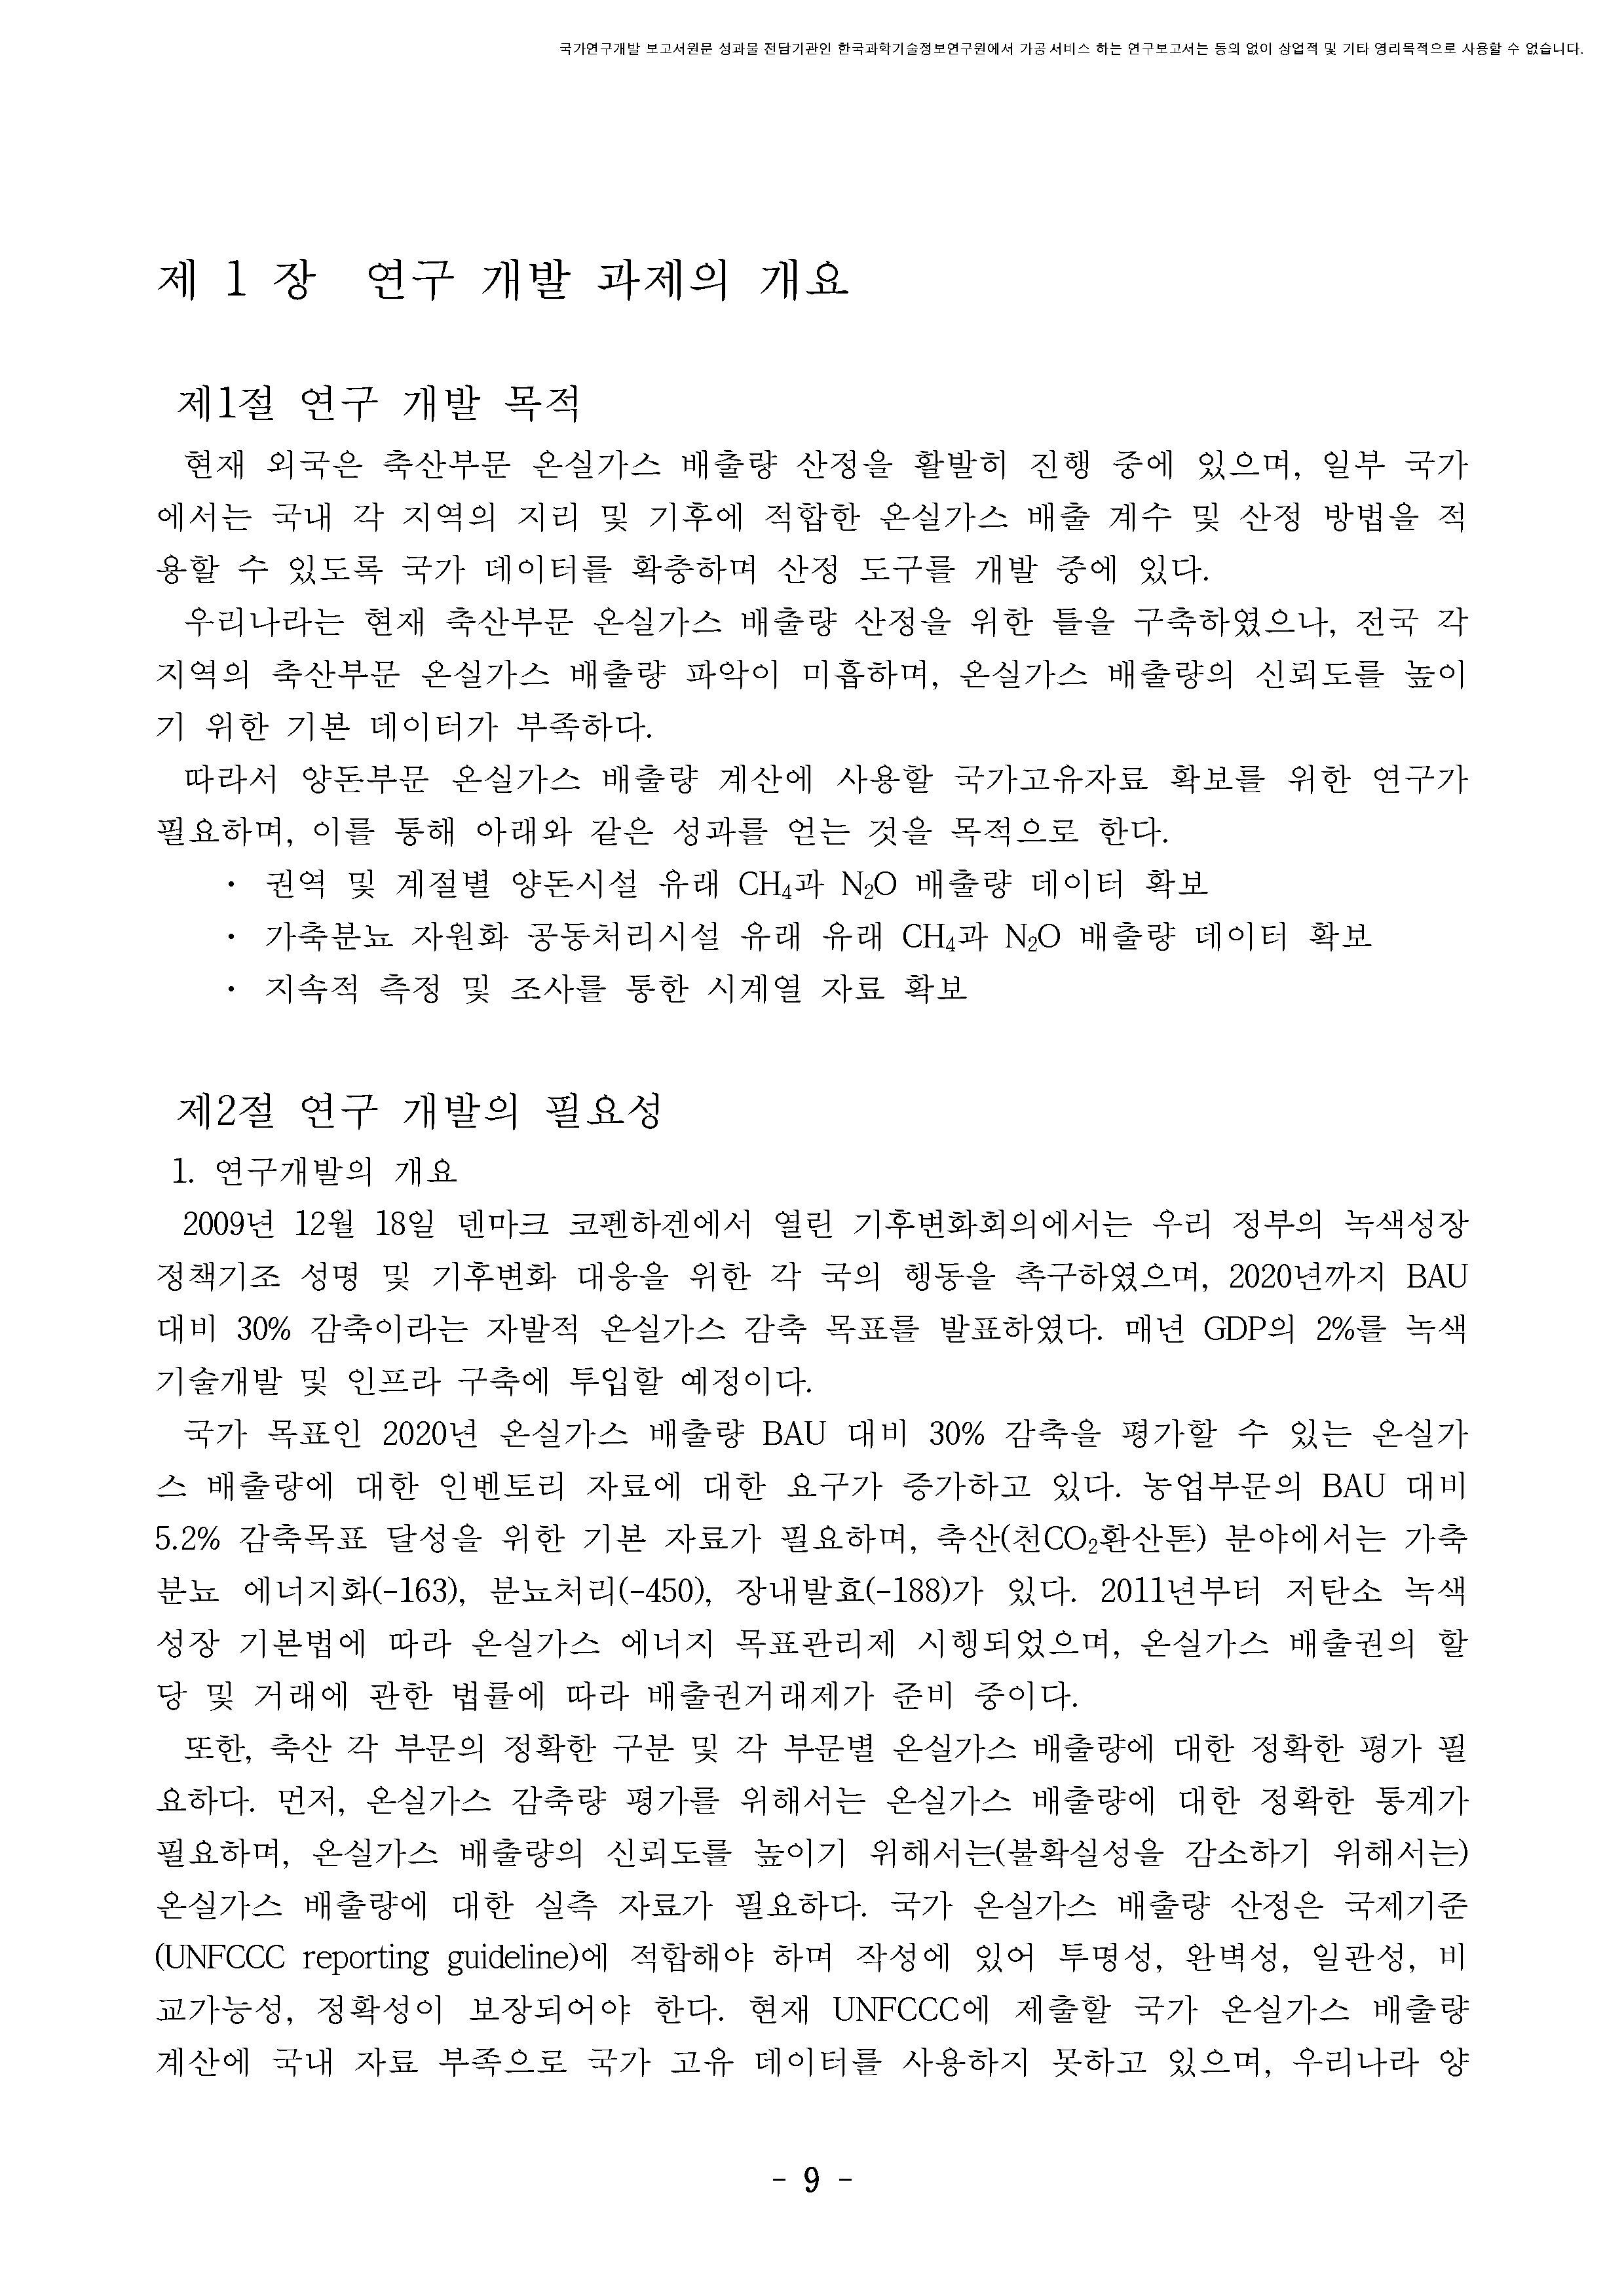 국가연구개발 보고서원문 성과물 전담기관인 한국과학기술정보연구원에서 가공·서비스 하는 연구보고서는 동의 없이 상업적 및 기타 영리목적으로 사용할 수 없습니다.
제 1 장 연구 개발 과제의 개요
제1절 연구 개발 목적
현재 외국은 축산부문 온실가스 배출량 산정을 활발히 진행 중에 있으며, 일부 국가
에서는 국내 각 지역의 지리 및 기후에 적합한 온실가스 배출 계수 및 산정 방법을 적
용할 수 있도록 국가 데이터를 확충하며 산정 도구를 개발 중에 있다.
우리나라는 현재 축산부문 온실가스 배출량 산정을 위한 틀을 구축하였으나, 전국 각
지역의 축산부문 온실가스 배출량 파악이 미흡하며, 온실가스 배출량의 신뢰도를 높이
기 위한 기본 데이터가 부족하다.
따라서 양돈부문 온실가스 배출량 계산에 사용할 국가고유자료 확보를 위한 연구가
필요하며, 이를 통해 아래와 같은 성과를 얻는 것을 목적으로 한다.
· 권역 및 계절별 양돈시설 유래 CH₄과 N₂O 배출량 데이터 확보
· 가축분뇨 자원화 공동처리시설 유래 유래 CH₄과 N₂O 배출량 데이터 확보
· 지속적 측정 및 조사를 통한 시계열 자료 확보
제2절 연구 개발의 필요성
1. 연구개발의 개요
2009년 12월 18일 덴마크 코펜하겐에서 열린 기후변화회의에서는 우리 정부의 녹색성장
정책기조 성명 및 기후변화 대응을 위한 각 국의 행동을 촉구하였으며, 2020년까지 BAU
대비 30% 감축이라는 자발적 온실가스 감축 목표를 발표하였다. 매년 GDP의 2%를 녹색
기술개발 및 인프라 구축에 투입할 예정이다.
국가 목표인 2020년 온실가스 배출량 BAU 대비 30% 감축을 평가할 수 있는 온실가
스 배출량에 대한 인벤토리 자료에 대한 요구가 증가하고 있다. 농업부문의 BAU 대비
5.2% 감축목표 달성을 위한 기본 자료가 필요하며, 축산(천CO₂환산톤) 분야에서는 가축
분뇨 에너지화(-163), 분뇨처리(-450), 장내발효(-188)가 있다. 2011년부터 저탄소 녹색
성장 기본법에 따라 온실가스 에너지 목표관리제 시행되었으며, 온실가스 배출권의 할
당 및 거래에 관한 법률에 따라 배출권거래제가 준비 중이다.
또한, 축산 각 부문의 정확한 구분 및 각 부문별 온실가스 배출량에 대한 정확한 평가 필
요하다. 먼저, 온실가스 감축량 평가를 위해서는 온실가스 배출량에 대한 정확한 통계가
필요하며, 온실가스 배출량의 신뢰도를 높이기 위해서는(불확실성을 감소하기 위해서는)
온실가스 배출량에 대한 실측 자료가 필요하다. 국가 온실가스 배출량 산정은 국제기준
(UNFCCC reporting guideline)에 적합해야 하며 작성에 있어 투명성, 완벽성, 일관성, 비
교가능성, 정확성이 보장되어야 한다. 현재 UNFCCC에 제출할 국가 온실가스 배출량
계산에 국내 자료 부족으로 국가 고유 데이터를 사용하지 못하고 있으며, 우리나라 양
- 9 -